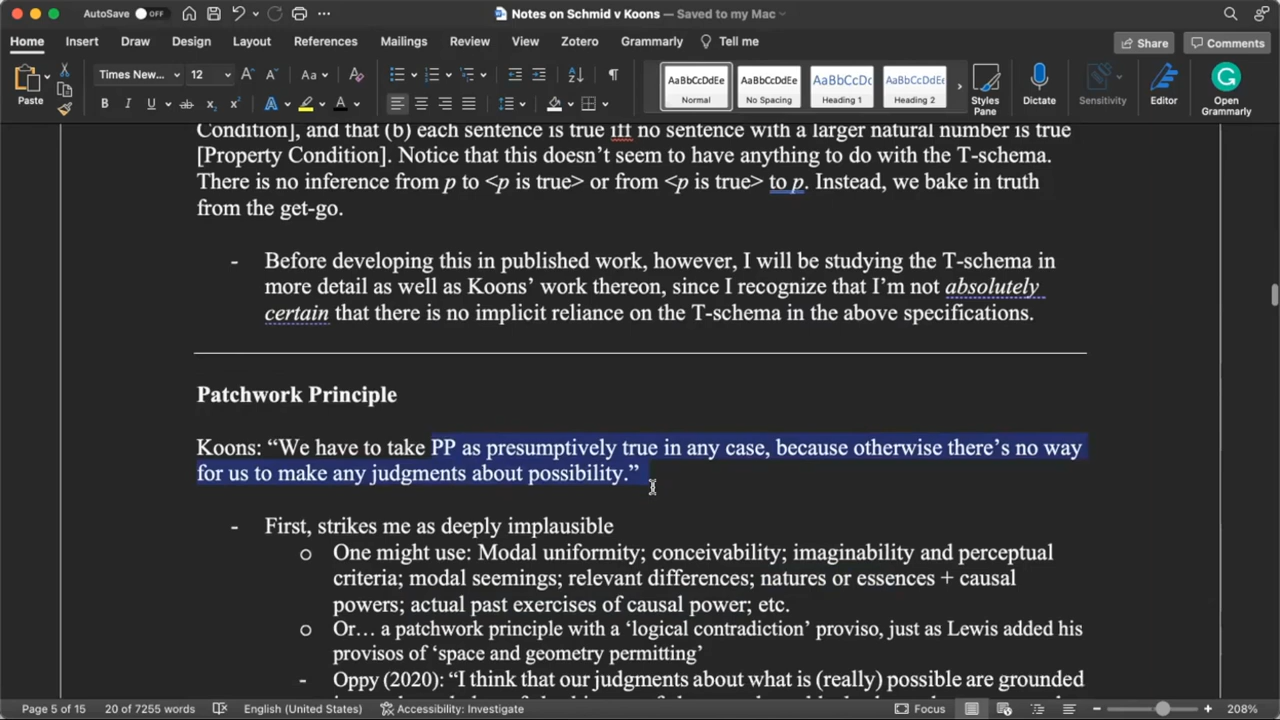 AutoSave OFF
Notes on Schmid v Koons — Saved to my Mac
Home Insert Draw Design Layout References Mailings Review View Zotero Grammarly Tell me Share Comments
Paste
Times New... 12
Aa
B I U ab x₂ x² A A
AaBbCcDdEe AaBbCcDdEe AaBbCcDc AaBbCcDdEe
Normal No Spacing Heading 1 Heading 2
Styles Pane
Dictate Sensitivity Editor Open Grammarly
Condition], and that (b) each sentence is true iff no sentence with a larger natural number is true
[Property Condition]. Notice that this doesn’t seem to have anything to do with the T-schema.
There is no inference from p to <p is true> or from <p is true> to p. Instead, we bake in truth
from the get-go.
- Before developing this in published work, however, I will be studying the T-schema in
more detail as well as Koons’ work thereon, since I recognize that I’m not absolutely
certain that there is no implicit reliance on the T-schema in the above specifications.
Patchwork Principle
Koons: “We have to take PP as presumptively true in any case, because otherwise there’s no way
for us to make any judgments about possibility.”
- First, strikes me as deeply implausible
o One might use: Modal uniformity; conceivability; imaginability and perceptual
criteria; modal seemings; relevant differences; natures or essences + causal
powers; actual past exercises of causal power; etc.
o Or… a patchwork principle with a ‘logical contradiction’ proviso, just as Lewis added his
provisos of ‘space and geometry permitting’
- Oppy (2020): “I think that our judgments about what is (really) possible are grounded
Page 5 of 15 20 of 7255 words English (United States) Accessibility: Investigate Focus 208%